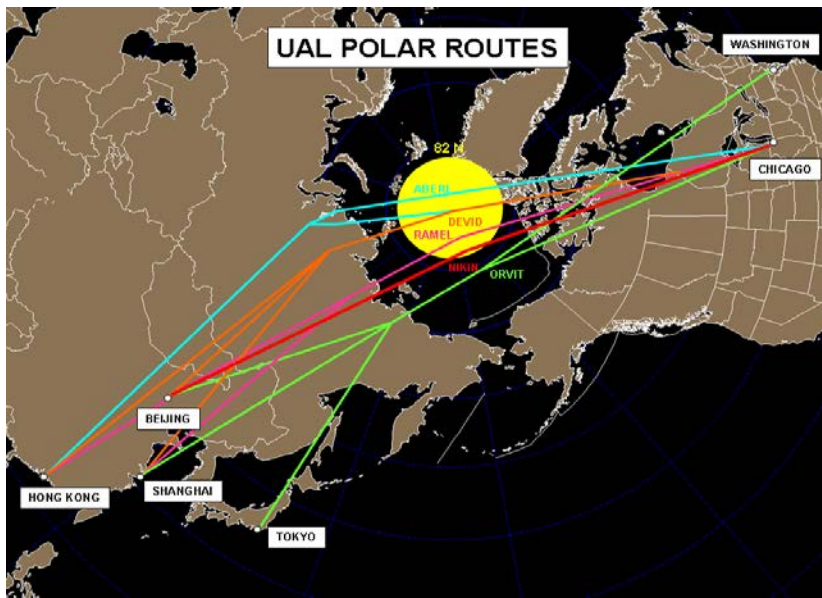 UAL POLAR ROUTES
WASHINGTON
82 N
CHICAGO
ABERI
DEVID
RAMEL
NIKIN
ORVIT
BEIJING
HONG KONG
SHANGHAI
TOKYO